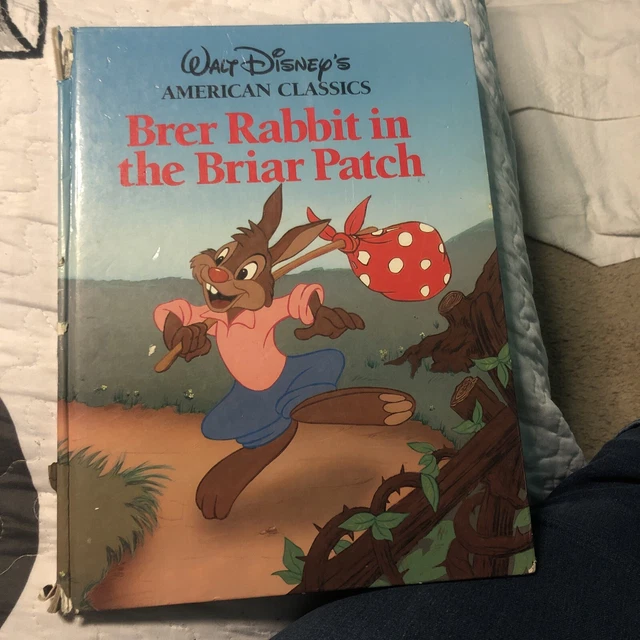 Walt Disney's
AMERICAN CLASSICS
Brer Rabbit in
the Briar Patch